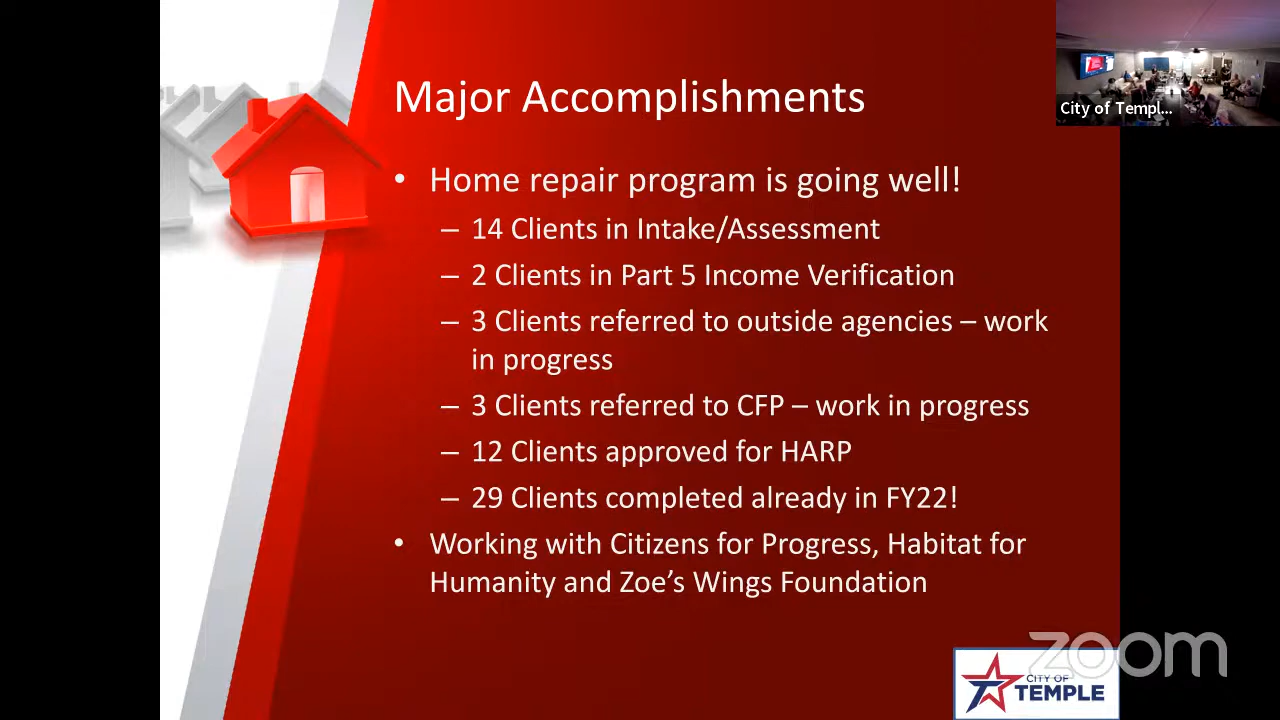 Major Accomplishments
• Home repair program is going well!
– 14 Clients in Intake/Assessment
– 2 Clients in Part 5 Income Verification
– 3 Clients referred to outside agencies – work
in progress
– 3 Clients referred to CFP – work in progress
– 12 Clients approved for HARP
– 29 Clients completed already in FY22!
• Working with Citizens for Progress, Habitat for
Humanity and Zoe’s Wings Foundation
City of Templ...
zoom
CITY OF
TEMPLE